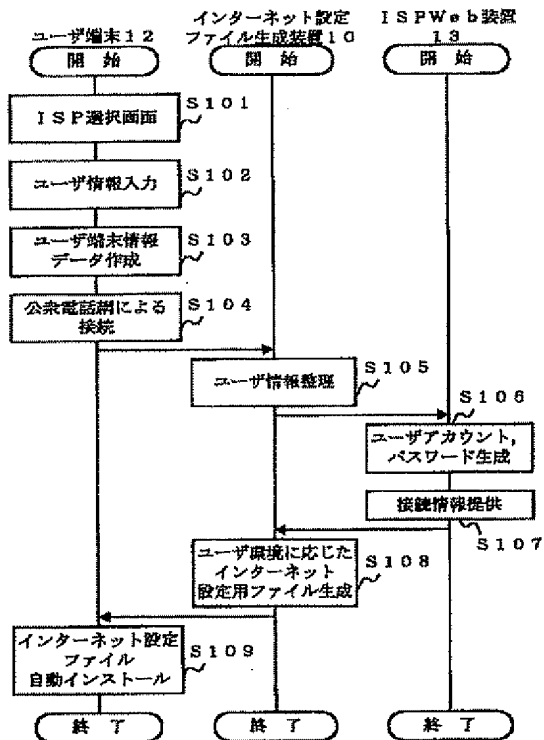 ユーザ端末12
インターネット設定
ファイル生成装置10
ISPWeb装置
13
開始
開始
開始
ISP選択画面
S101
ユーザ情報入力
S102
ユーザ端末情報
データ作成
S103
公衆電話網による
接続
S104
ユーザ情報整理
S105
S106
ユーザアカウント,
パスワード生成
接続情報提供
S107
ユーザ環境に応じた
インターネット
設定用ファイル生成
S108
インターネット設定
ファイル
自動インストール
S109
終了
終了
終了